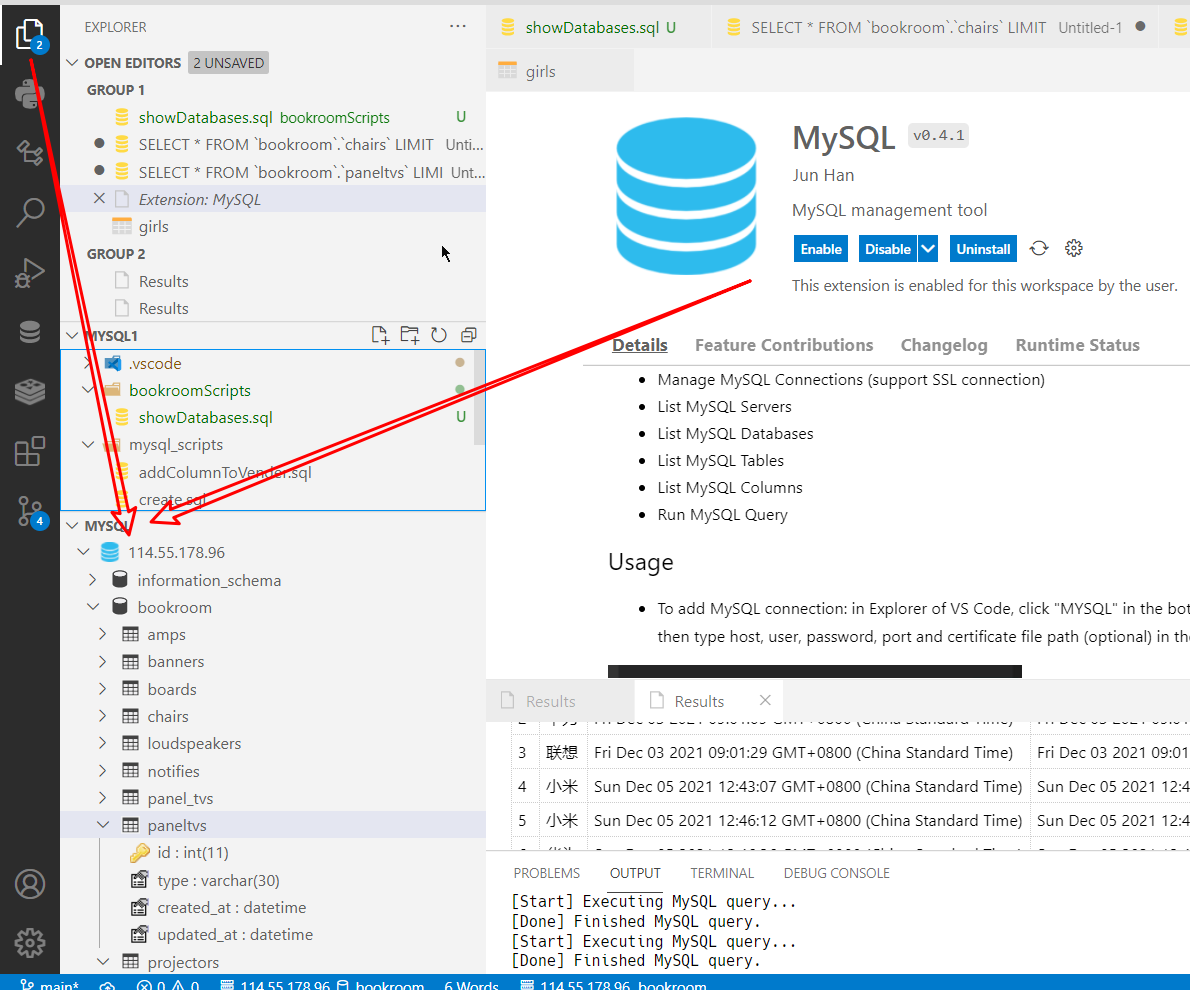 2
4
EXPLORER
OPEN EDITORS 2 UNSAVED
GROUP 1
showDatabases.sql bookroomScripts U
SELECT * FROM `bookroom`.`chairs` LIMIT Unti...
SELECT * FROM `bookroom`.`paneltvs` LIMI Unt...
Extension: MySQL
girls
GROUP 2
Results
Results
MYSQL1
.vscode
bookroomScripts
showDatabases.sql U
mysql_scripts
addColumnToVender.sql
create.sql
MYSQL
114.55.178.96
information_schema
bookroom
amps
banners
boards
chairs
loudspeakers
notifies
panel_tvs
paneltvs
id : int(11)
type : varchar(30)
created_at : datetime
updated_at : datetime
projectors
showDatabases.sql U
SELECT * FROM `bookroom`.`chairs` LIMIT Untitled-1
girls
MySQL v0.4.1
Jun Han
MySQL management tool
Enable Disable Uninstall
This extension is enabled for this workspace by the user.
Details Feature Contributions Changelog Runtime Status
Manage MySQL Connections (support SSL connection)
List MySQL Servers
List MySQL Databases
List MySQL Tables
List MySQL Columns
Run MySQL Query
Usage
To add MySQL connection: in Explorer of VS Code, click "MYSQL" in the bot
then type host, user, password, port and certificate file path (optional) in the
Results Results
3 联想 Fri Dec 03 2021 09:01:29 GMT+0800 (China Standard Time) Fri Dec 03 2021 09:01
4 小米 Sun Dec 05 2021 12:43:07 GMT+0800 (China Standard Time) Sun Dec 05 2021 12:4
5 小米 Sun Dec 05 2021 12:46:12 GMT+0800 (China Standard Time) Sun Dec 05 2021 12:4
PROBLEMS OUTPUT TERMINAL DEBUG CONSOLE
[Start] Executing MySQL query...
[Done] Finished MySQL query.
[Start] Executing MySQL query...
[Done] Finished MySQL query.
main* 0 0 114.55.178.96 bookroom 6 Words 114.55.178.96 bookroom